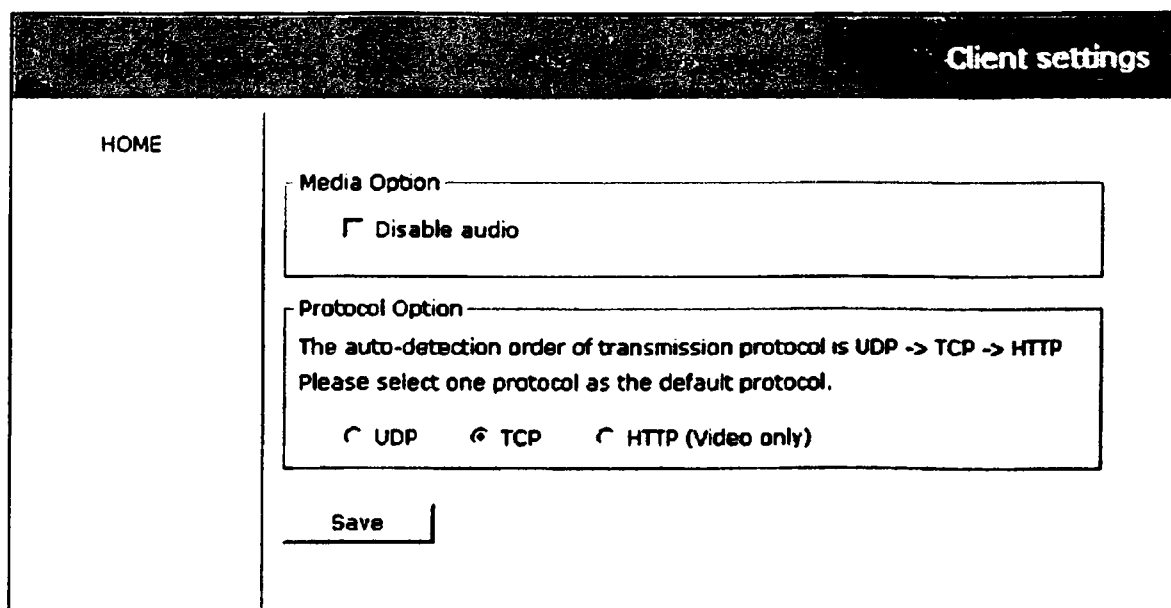 Client settings
HOME
Media Option
Disable audio
Protocol Option
The auto-detection order of transmission protocol is UDP -> TCP -> HTTP
Please select one protocol as the default protocol.
UDP TCP HTTP (Video only)
Save